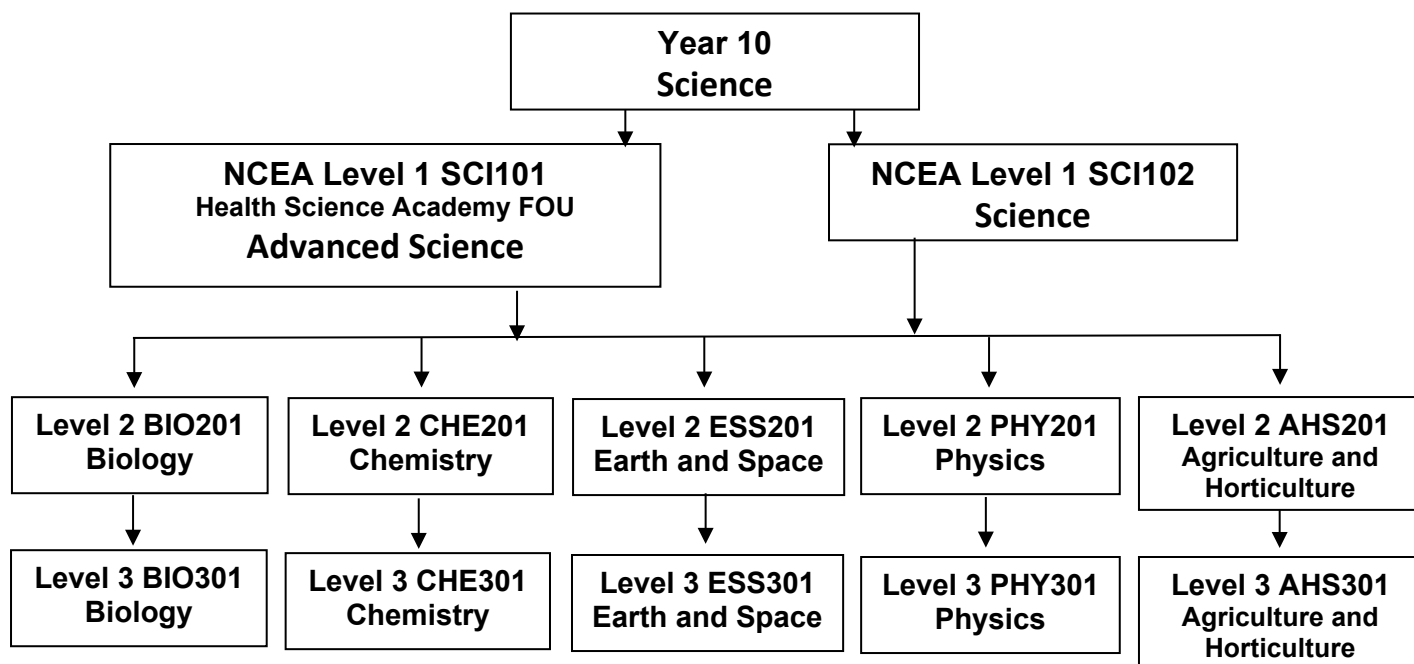 Year 10
Science
NCEA Level 1 SCI101
Health Science Academy FOU
Advanced Science
NCEA Level 1 SCI102
Science
Level 2 BIO201
Biology
Level 2 CHE201
Chemistry
Level 2 ESS201
Earth and Space
Level 2 PHY201
Physics
Level 2 AHS201
Agriculture and
Horticulture
Level 3 BIO301
Biology
Level 3 CHE301
Chemistry
Level 3 ESS301
Earth and Space
Level 3 PHY301
Physics
Level 3 AHS301
Agriculture and
Horticulture